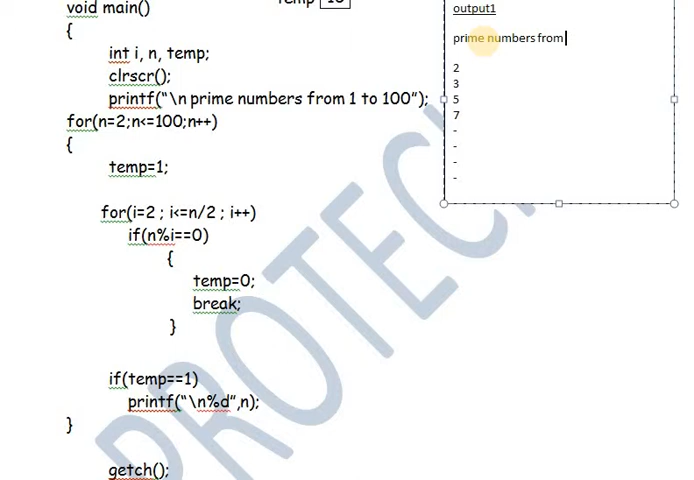 void main()
{
int i, n, temp;
clrscr();
printf("\n prime numbers from 1 to 100");
for(n=2;n<=100;n++)
{
temp=1;
for(i=2 ; i<=n/2 ; i++)
if(n%i==0)
{
temp=0;
break;
}
if(temp==1)
printf("\n%d",n);
}
getch();
output1
prime numbers from
2
3
5
7
-
-
-
-
PROTECH